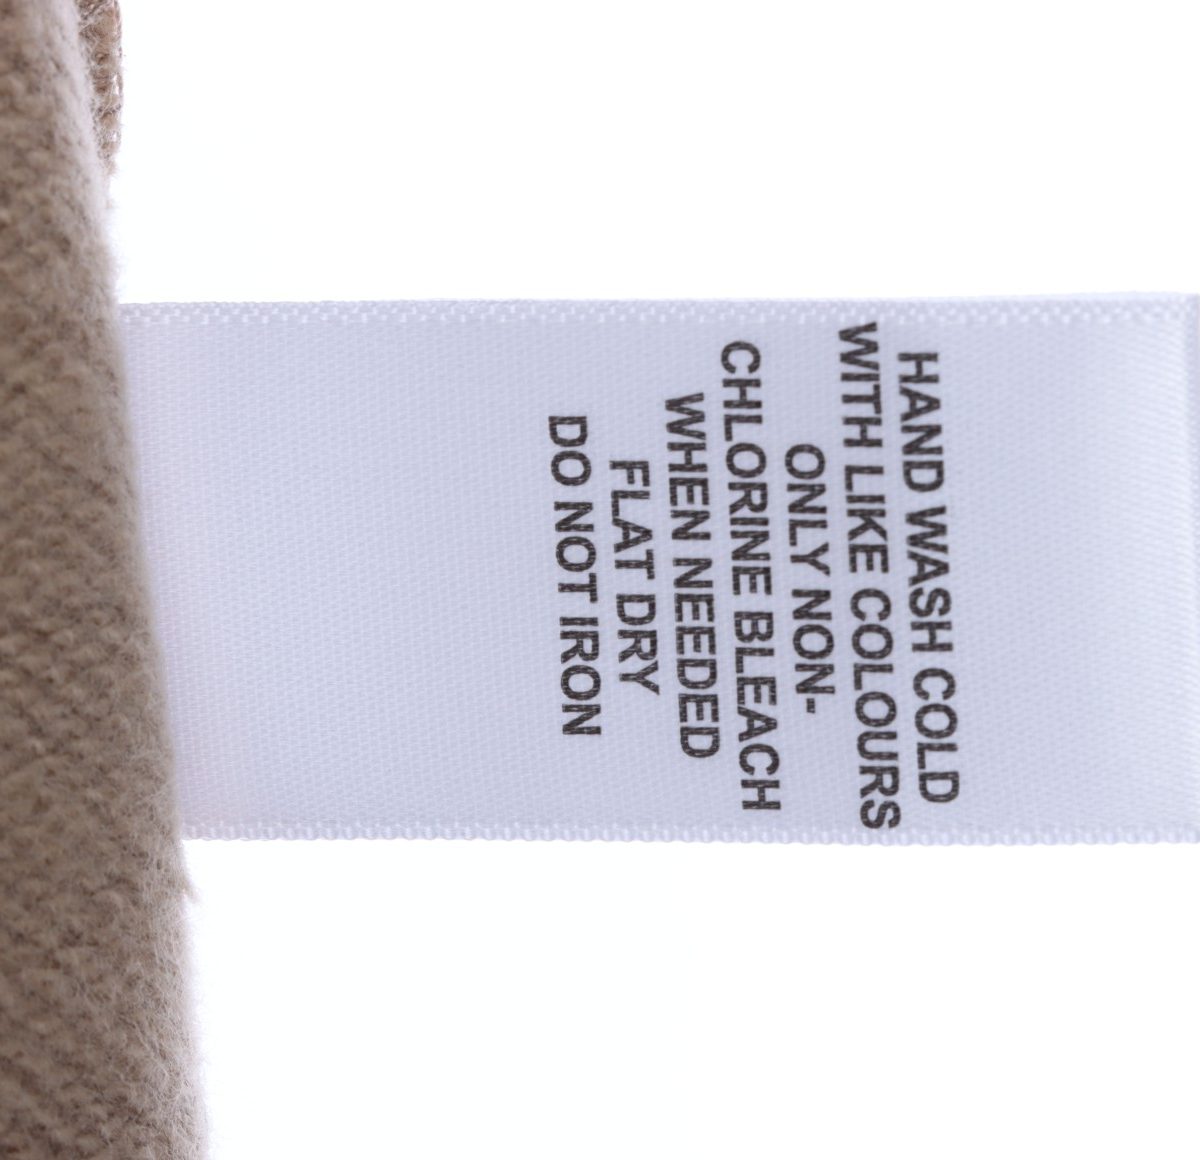 HAND WASH COLD
WITH LIKE COLOURS
ONLY NON-
CHLORINE BLEACH
WHEN NEEDED
FLAT DRY
DO NOT IRON